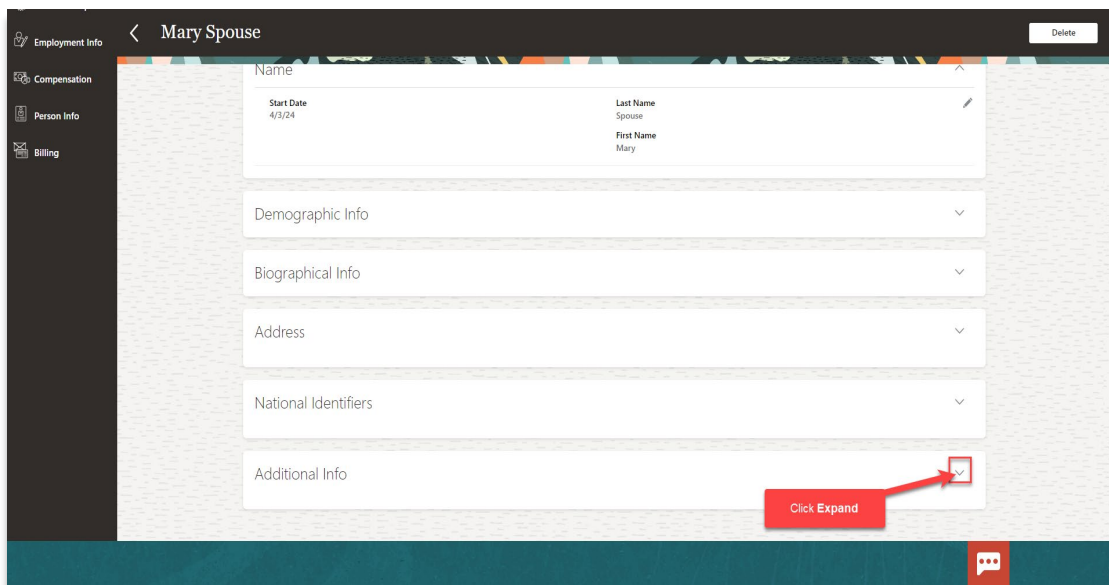 Mary Spouse
Delete
Employment Info
Compensation
Person Info
Billing
Name
Start Date
4/3/24
Last Name
Spouse
First Name
Mary
Demographic Info
Biographical Info
Address
National Identifiers
Additional Info
Click Expand